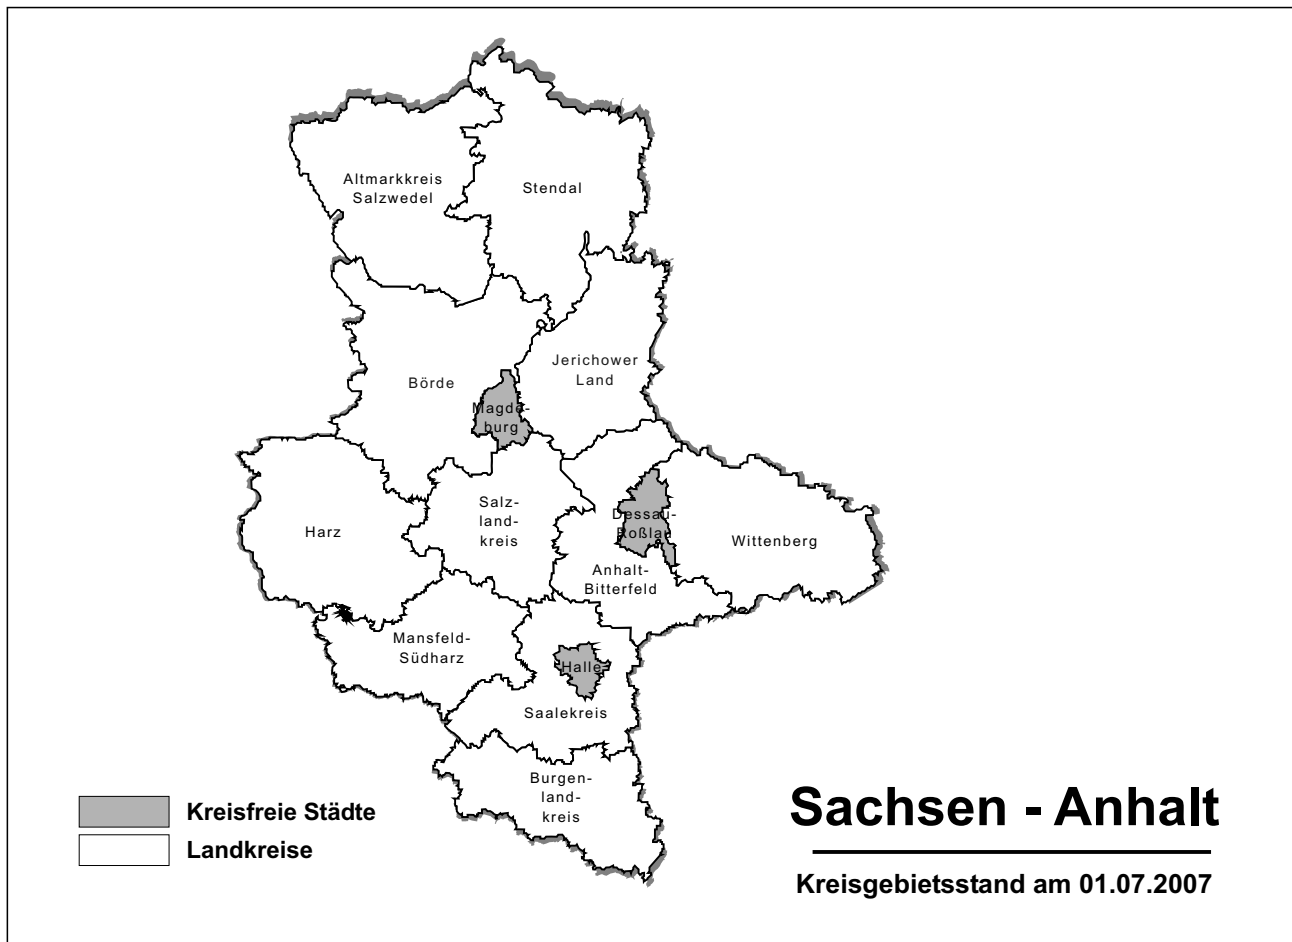 Altmarkkreis
Salzwedel
Stendal
Jerichower
Land
Börde
Magde-
burg
Salz-
land-
kreis
Harz
Dessau-
Roßlau
Wittenberg
Anhalt-
Bitterfeld
Mansfeld-
Südharz
Halle
Saalekreis
Burgen-
land-
kreis
Kreisfreie Städte
Landkreise
Sachsen - Anhalt
Kreisgebietsstand am 01.07.2007